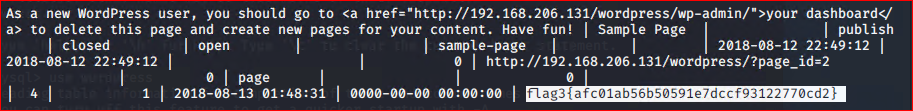 As a new WordPress user, you should go to <a href="http://192.168.206.131/wordpress/wp-admin/">your dashboard</
a> to delete this page and create new pages for your content. Have fun! | Sample Page | | publish
| closed | open | | sample-page | | | 2018-08-12 22:49:12 |
2018-08-12 22:49:12 | | 0 | http://192.168.206.131/wordpress/?page_id=2
| 0 | page | | 0 |
| 4 | 1 | 2018-08-13 01:48:31 | 0000-00-00 00:00:00 | flag3{afc01ab56b50591e7dccf93122770cd2}